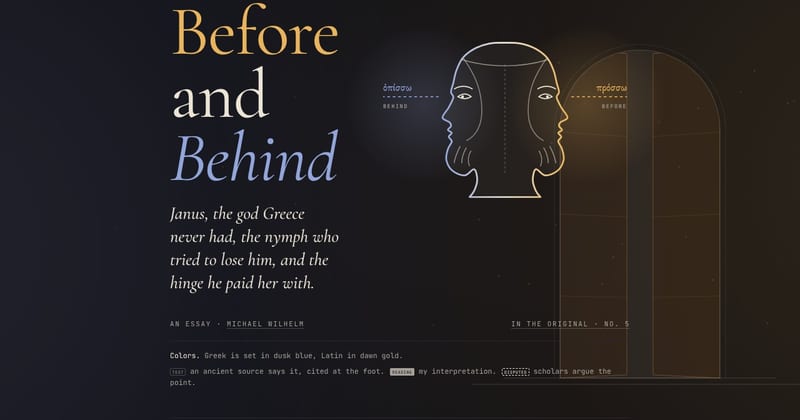 Before
and
Behind
ὀπίσσω
BEHIND
πρόσσω
BEFORE
Janus, the god Greece
never had, the nymph who
tried to lose him, and the
hinge he paid her with.
AN ESSAY · MICHAEL WILHELM
IN THE ORIGINAL · NO. 5
Colors. Greek is set in dusk blue, Latin in dawn gold.
TEXT an ancient source says it, cited at the foot. READING my interpretation. DISPUTED scholars argue the
point.